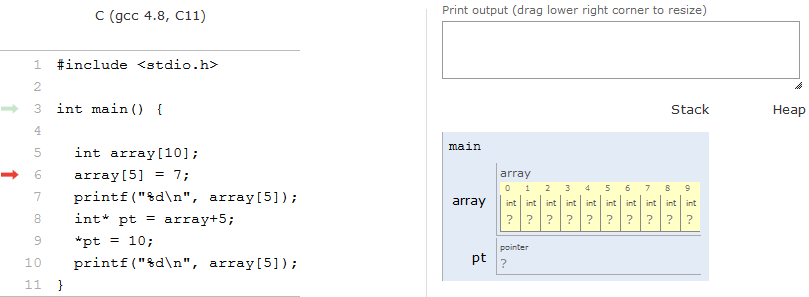 C (gcc 4.8, C11)
1 #include <stdio.h>
2
3 int main() {
4
5 int array[10];
6 array[5] = 7;
7 printf("%d\n", array[5]);
8 int* pt = array+5;
9 *pt = 10;
10 printf("%d\n", array[5]);
11 }
Print output (drag lower right corner to resize)
Stack Heap
main
array
array
0 1 2 3 4 5 6 7 8 9
int int int int int int int int int int
? ? ? ? ? ? ? ? ? ?
pt
pointer
?